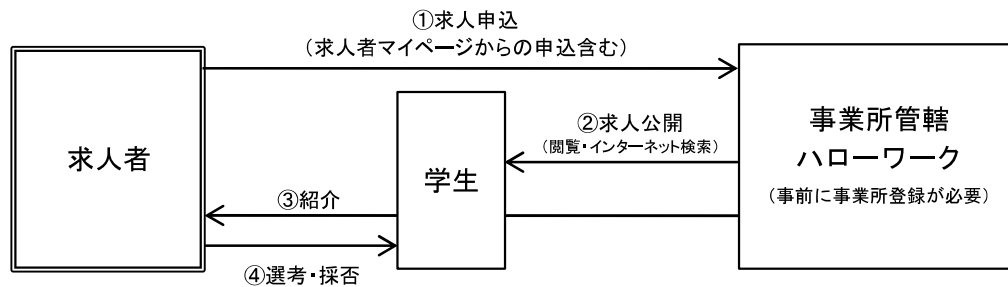 ①求人申込
（求人者マイページからの申込含む）
求人者
学生
②求人公開
（閲覧・インターネット検索）
事業所管轄
ハローワーク
（事前に事業所登録が必要）
③紹介
④選考・採否